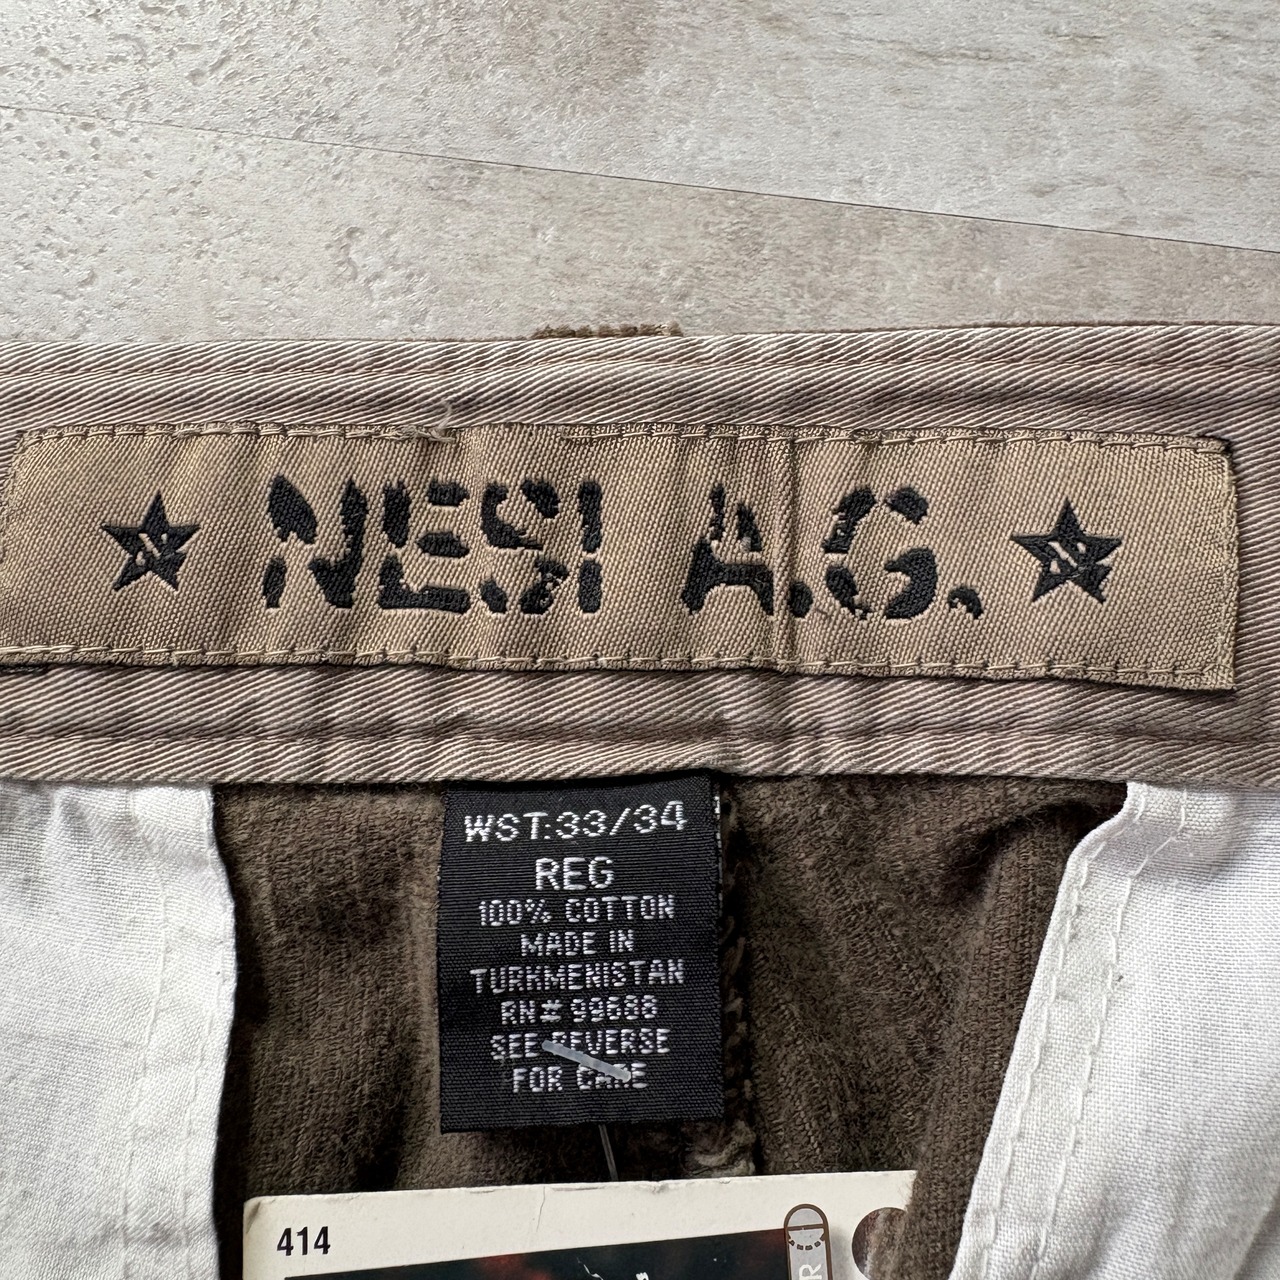 NESI A.G.
WST:33/34
REG
100% COTTON
MADE IN
TURKMENISTAN
RN# 99688
SEE REVERSE
FOR CARE
414